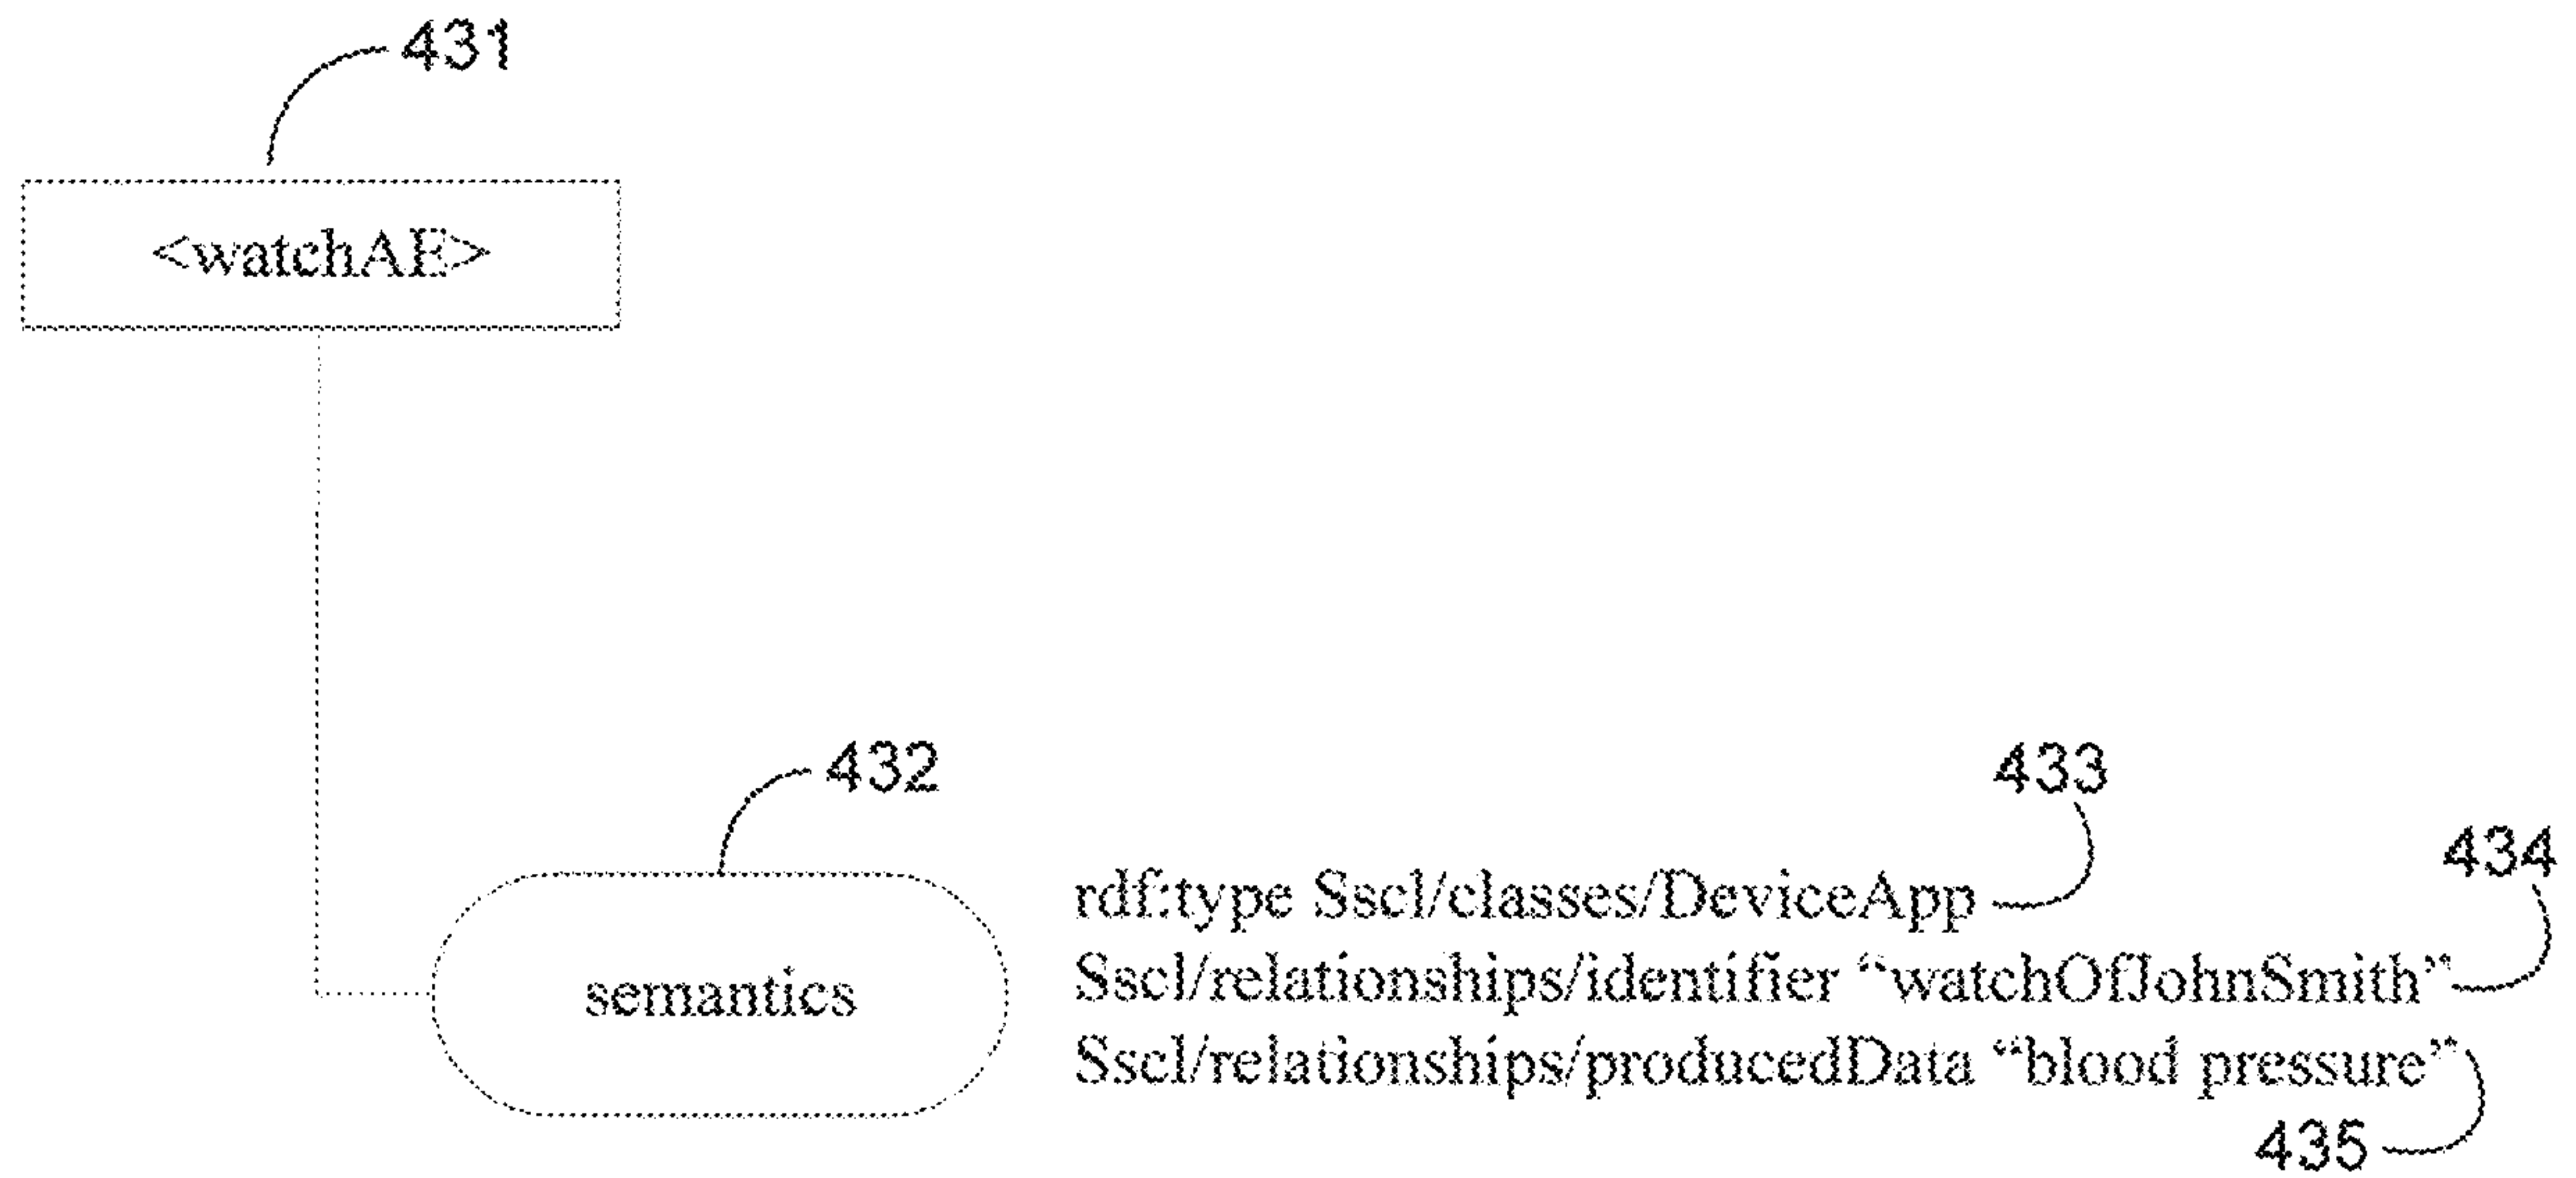 431
<watchAE>
432
433
434
rdf:type Sscl/classes/DeviceApp
semantics
Sscl/relationships/identifier “watchOfJohnSmith”
Sscl/relationships/producedData “blood pressure”
435